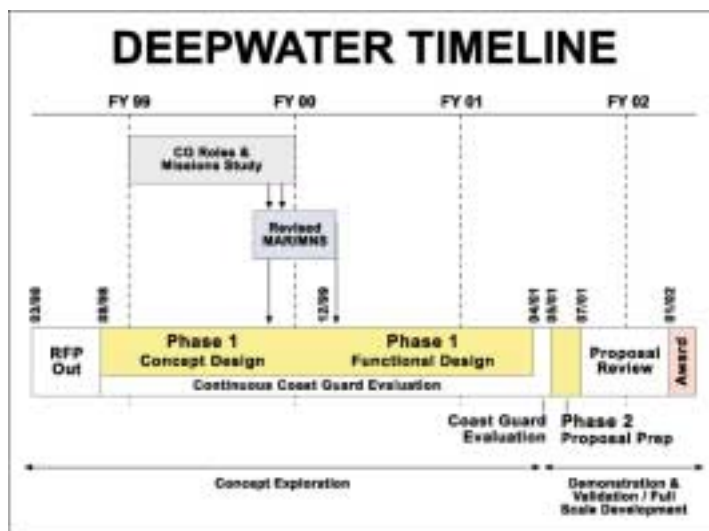 DEEPWATER TIMELINE
FY 99
FY 00
FY 01
FY 02
CG Roles &
Missions Study
Revised
MAR/MNS
03/98
08/98
12/99
04/01
05/01
07/01
01/02
RFP
Out
Phase 1
Concept Design
Phase 1
Functional Design
Continuous Coast Guard Evaluation
Proposal
Review
Award
Coast Guard
Evaluation
Phase 2
Proposal Prep
Concept Exploration
Demonstration &
Validation / Full
Scale Development